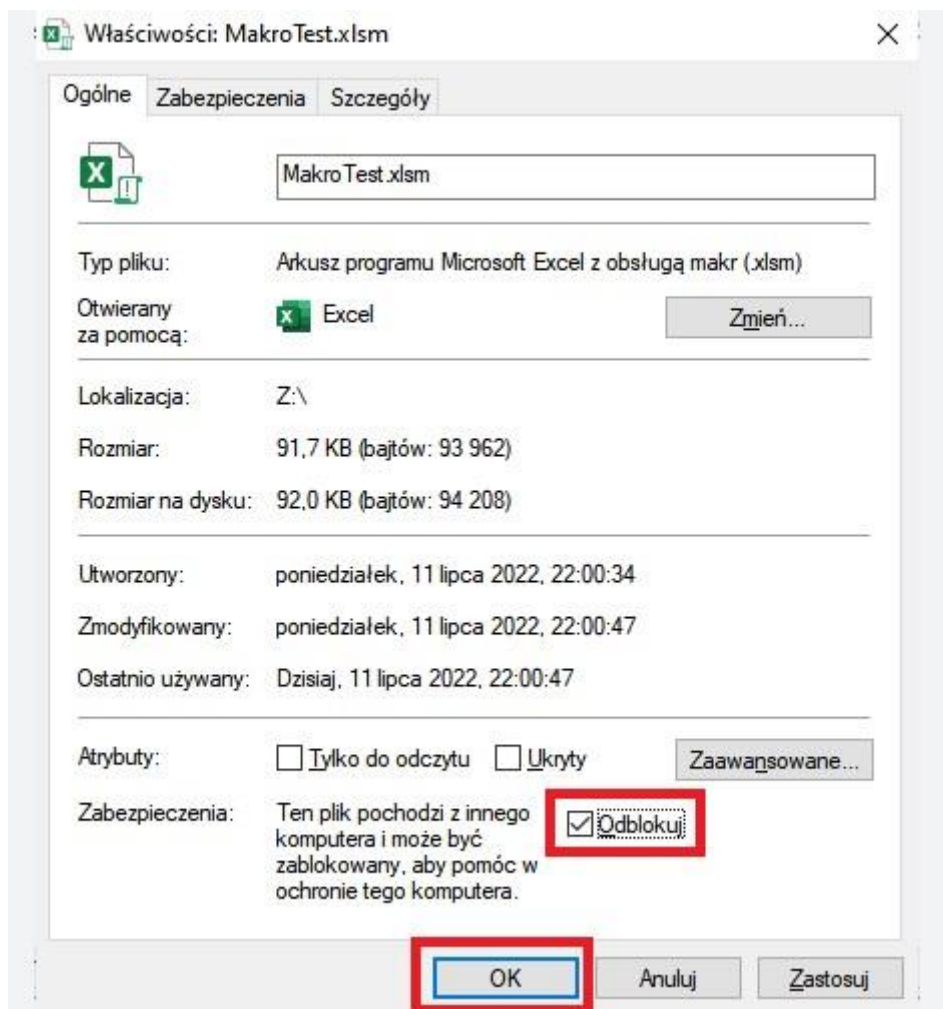 Właściwości: MakroTest.xlsm
Ogólne Zabezpieczenia Szczegóły
MakroTest.xlsm
Typ pliku: Arkusz programu Microsoft Excel z obsługą makr (.xlsm)
Otwierany
za pomocą: Excel Zmień...
Lokalizacja: Z:\
Rozmiar: 91,7 KB (bajtów: 93 962)
Rozmiar na dysku: 92,0 KB (bajtów: 94 208)
Utworzony: poniedziałek, 11 lipca 2022, 22:00:34
Zmodyfikowany: poniedziałek, 11 lipca 2022, 22:00:47
Ostatnio używany: Dzisiaj, 11 lipca 2022, 22:00:47
Atrybuty: Tylko do odczytu Ukryty Zaawansowane...
Zabezpieczenia: Ten plik pochodzi z innego Odblokuj
komputera i może być
zablokowany, aby pomóc w
ochronie tego komputera.
OK Anuluj Zastosuj